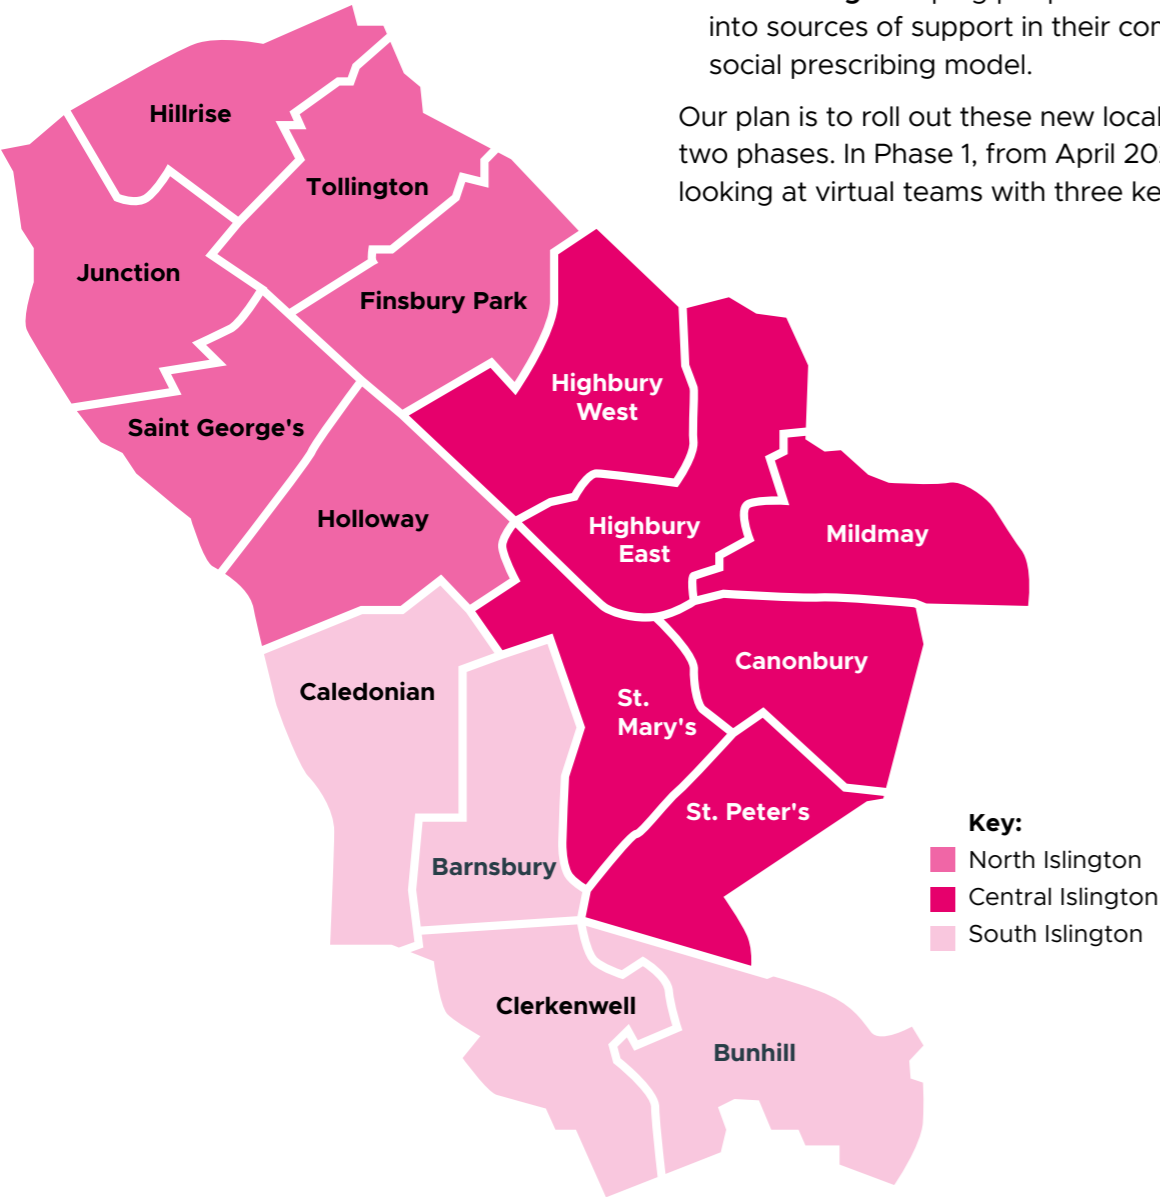 into sources of support in their
social prescribing model.
Our plan is to roll out these new
two phases. In Phase 1, from April
looking at virtual teams with three
Hillrise
Tollington
Junction
Finsbury Park
Highbury
West
Saint George's
Holloway
Highbury
East
Mildmay
Canonbury
Caledonian
St.
Mary's
St. Peter's
Barnsbury
Clerkenwell
Bunhill
Key:
North Islington
Central Islington
South Islington